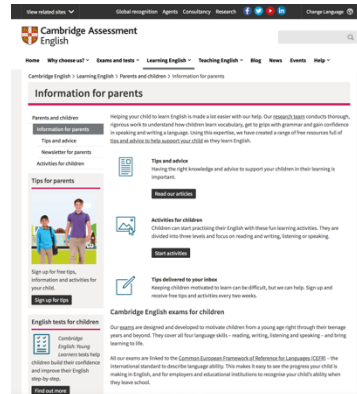 View related sites
Global recognition Agents Consultancy Research
Change Language
Cambridge Assessment
English
Home Why choose us? Exams and tests Learning English Teaching English Blog News Events Help
Cambridge English > Learning English > Parents and children > Information for parents
Information for parents
Parents and children
Information for parents
Tips and advice
Newsletter for parents
Activities for children
Tips for parents
Sign up for free tips,
information and activities for
your child.
Sign up for tips
English tests for children
Cambridge
English: Young
Learners tests help
children build their confidence
and improve their English
step-by-step.
Find out more
Helping your child to learn English is made a lot easier with our help. Our research team conducts thorough,
rigorous work to understand how children learn vocabulary, get to grips with grammar and gain confidence
in speaking and writing a language. Using this expertise, we have created a range of free resources full of
tips and advice to help support your child as they learn English.
Tips and advice
Having the right knowledge and advice to support your children in their learning is
important.
Read our articles
Activities for children
Children can start practising their English with these fun learning activities. They are
divided into three levels and focus on reading and writing, listening or speaking.
Start activities
Tips delivered to your inbox
Keeping children motivated to learn can be difficult, but we can help. Sign up and
receive free tips and activities every two weeks.
Cambridge English exams for children
Our exams are designed and developed to motivate children from a young age right through their teenage
years and beyond. They cover all four language skills – reading, writing, listening and speaking – and bring
learning to life.
All our exams are linked to the Common European Framework of Reference for Languages (CEFR) – the
international standard to describe language ability. This makes it easy to see the progress your child is
making in English, and for employers and educational institutions to recognise your child's ability when
they leave school.